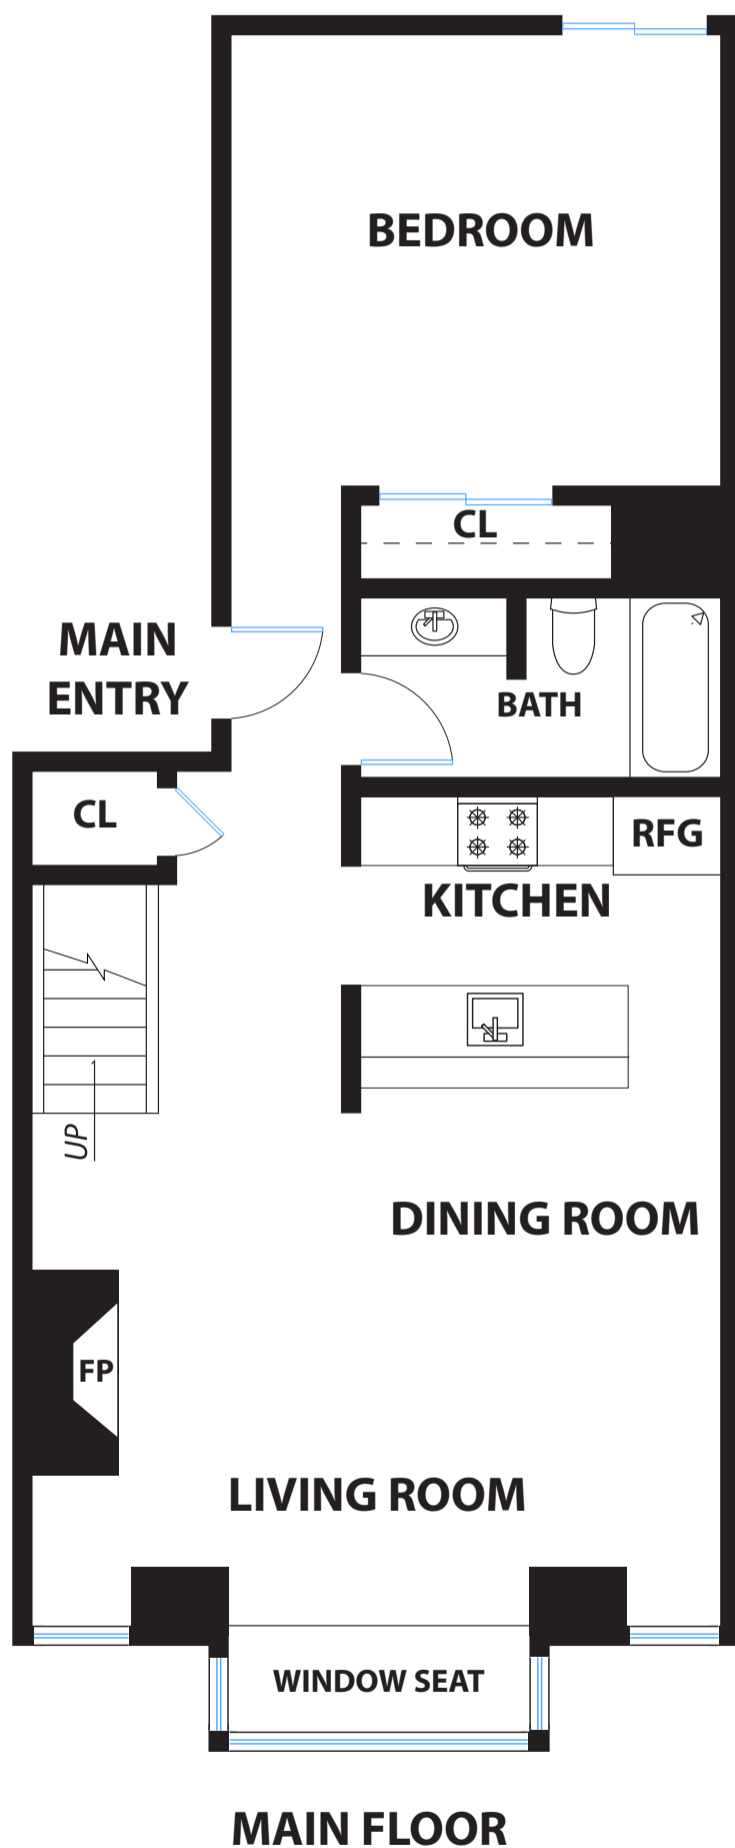 BEDROOM
CL
MAIN
ENTRY
BATH
CL
RFG
KITCHEN
UP
DINING ROOM
FP
LIVING ROOM
WINDOW SEAT
MAIN FLOOR